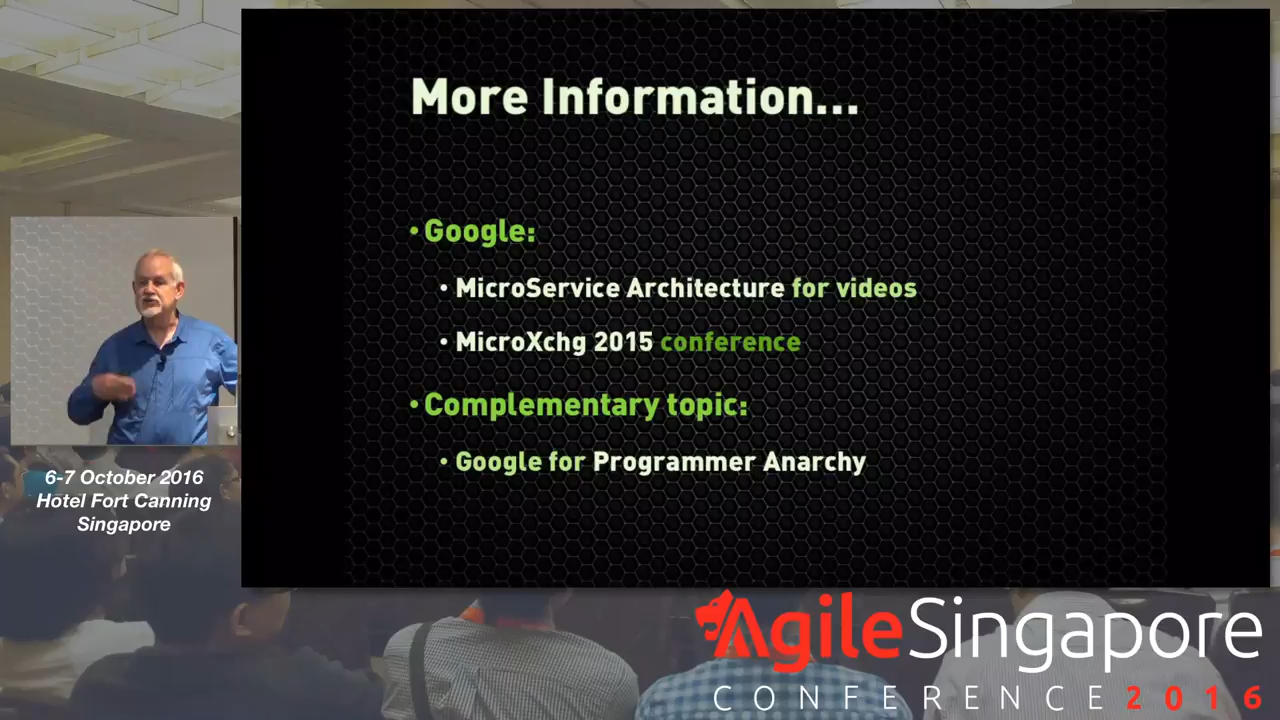 More Information...
• Google:
• MicroService Architecture for videos
• MicroXchg 2015 conference
• Complementary topic:
• Google for Programmer Anarchy
6-7 October 2016
Hotel Fort Canning
Singapore
AgileSingapore
CONFERENCE 2016